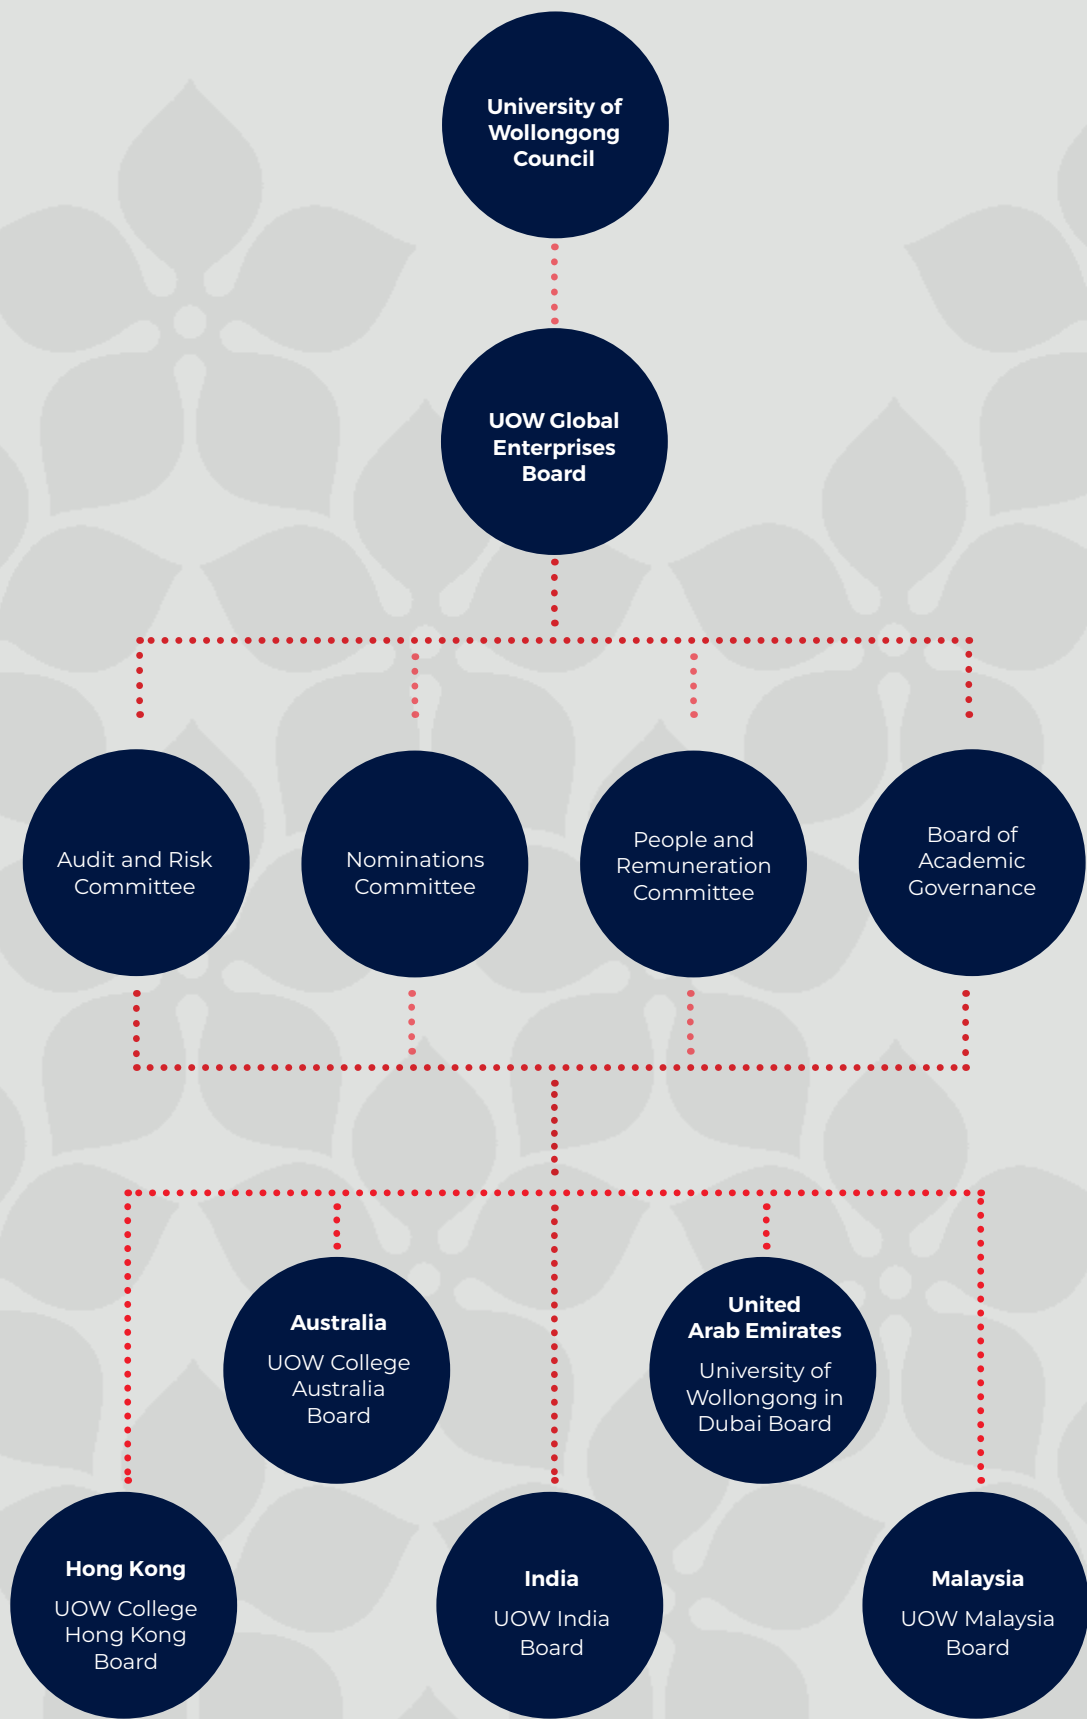 University of
Wollongong
Council
UOW Global
Enterprises
Board
Audit and Risk
Committee
Nominations
Committee
People and
Remuneration
Committee
Board of
Academic
Governance
Australia
UOW College
Australia
Board
United
Arab Emirates
University of
Wollongong in
Dubai Board
Hong Kong
UOW College
Hong Kong
Board
India
UOW India
Board
Malaysia
UOW Malaysia
Board